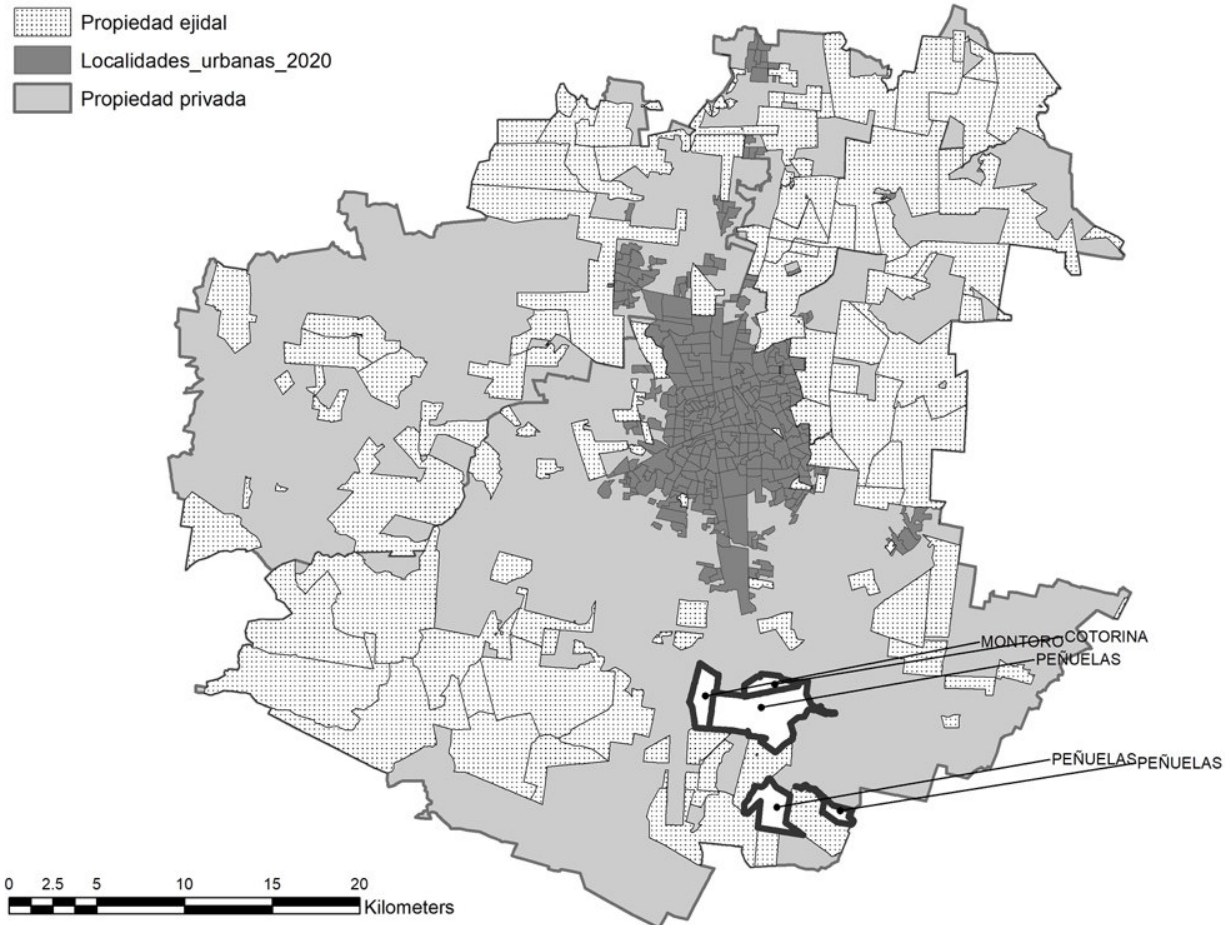 Propiedad ejidal
Localidades_urbanas_2020
Propiedad privada
MONTORO
COTORINA
PEÑUELAS
PEÑUELAS
PEÑUELAS
0 2.5 5 10 15 20
Kilometers